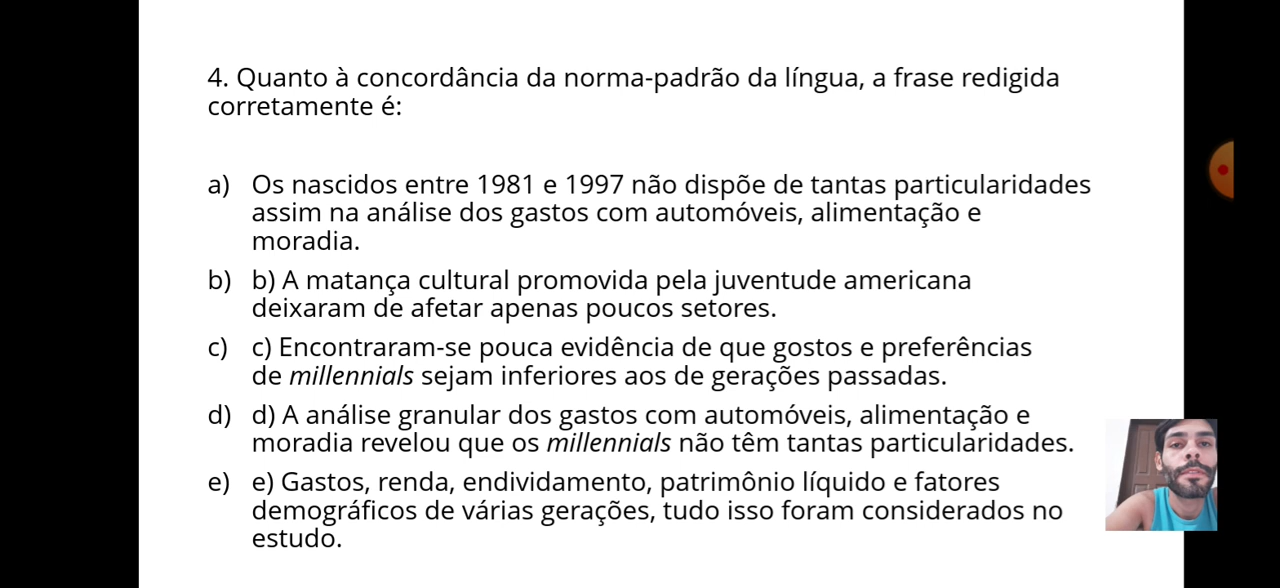 4. Quanto à concordância da norma-padrão da língua, a frase redigida
corretamente é:
a) Os nascidos entre 1981 e 1997 não dispõe de tantas particularidades
assim na análise dos gastos com automóveis, alimentação e
moradia.
b) b) A matança cultural promovida pela juventude americana
deixaram de afetar apenas poucos setores.
c) c) Encontraram-se pouca evidência de que gostos e preferências
de millennials sejam inferiores aos de gerações passadas.
d) d) A análise granular dos gastos com automóveis, alimentação e
moradia revelou que os millennials não têm tantas particularidades.
e) e) Gastos, renda, endividamento, patrimônio líquido e fatores
demográficos de várias gerações, tudo isso foram considerados no
estudo.